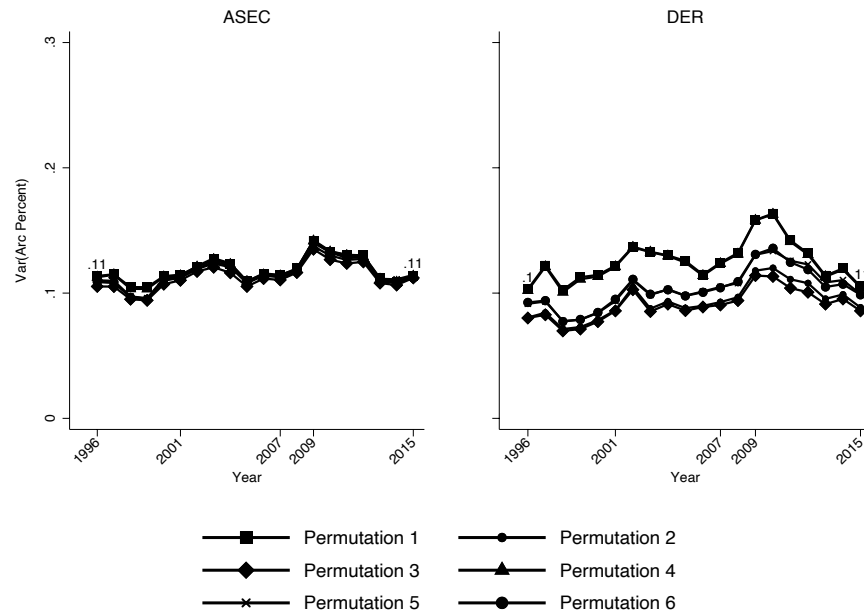 ASEC
DER
Var(Arc Percent)
.3
.2
.1
0
.11
.11
1996
2001
2007
2009
2015
Year
.1
.11
1996
2001
2007
2009
2015
Year
Permutation 1
Permutation 2
Permutation 3
Permutation 4
Permutation 5
Permutation 6